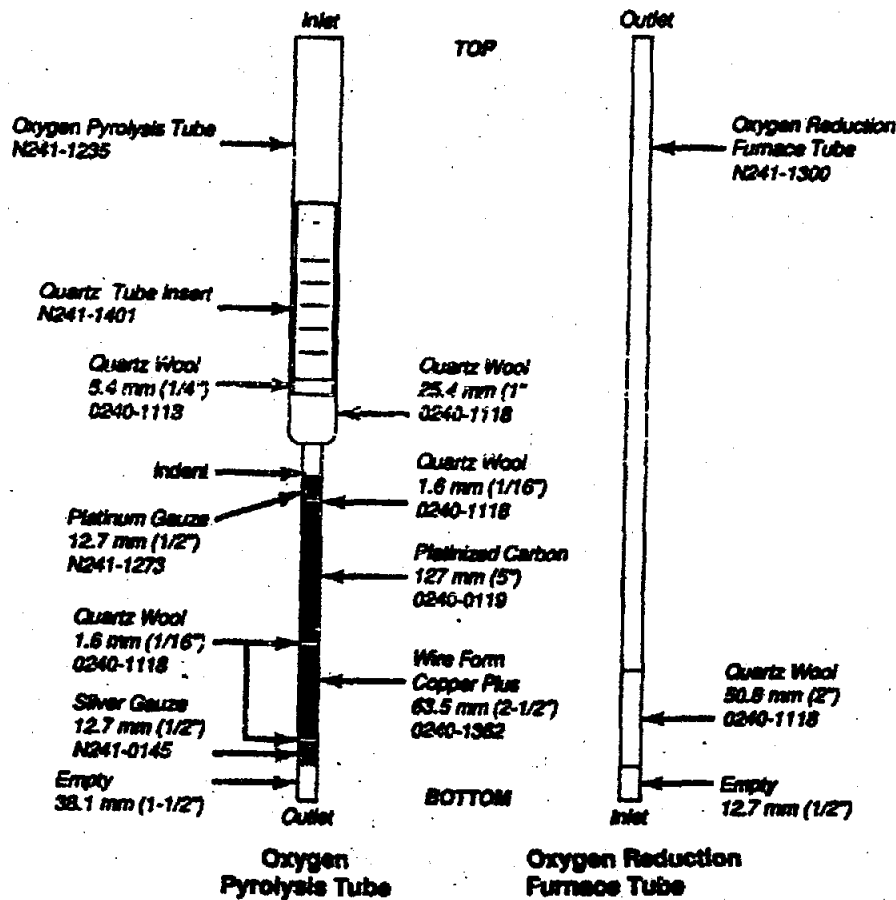 Inlet
TOP
Outlet
Oxygen Pyrolysis Tube
N241-1235
Oxygen Reduction
Furnace Tube
N241-1300
Quartz Tube Insert
N241-1401
Quartz Wool
6.4 mm (1/4")
0240-1118
Quartz Wool
25.4 mm (1"
0240-1118
Indent
Quartz Wool
1.6 mm (1/16")
0240-1118
Platinum Gauze
12.7 mm (1/2")
N241-1273
Platinized Carbon
127 mm (5")
0240-0119
Quartz Wool
1.6 mm (1/16")
0240-1118
Wire Form
Copper Plus
63.5 mm (2-1/2")
0240-1362
Silver Gauze
12.7 mm (1/2")
N241-0145
Quartz Wool
50.8 mm (2")
0240-1118
Empty
38.1 mm (1-1/2")
Empty
12.7 mm (1/2")
Outlet
BOTTOM
Inlet
Oxygen
Pyrolysis Tube
Oxygen Reduction
Furnace Tube